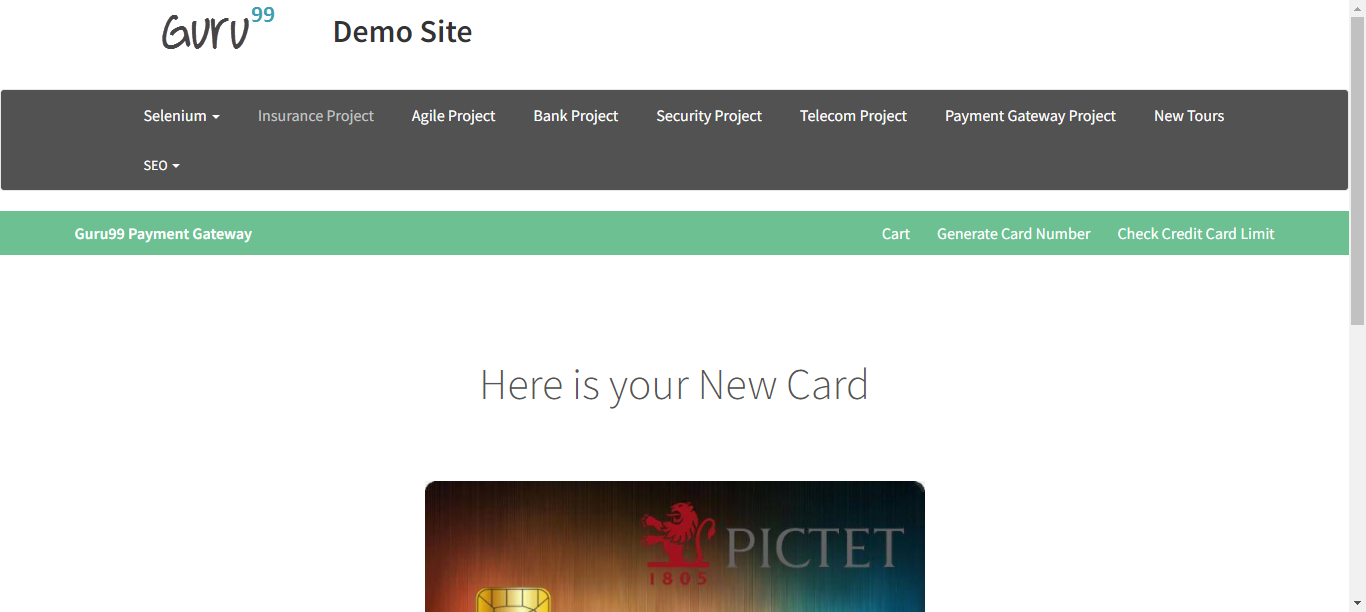 Guru99 Demo Site
Selenium Insurance Project Agile Project Bank Project Security Project Telecom Project Payment Gateway Project New Tours
SEO
Guru99 Payment Gateway Cart Generate Card Number Check Credit Card Limit
Here is your New Card
PICTET
1805